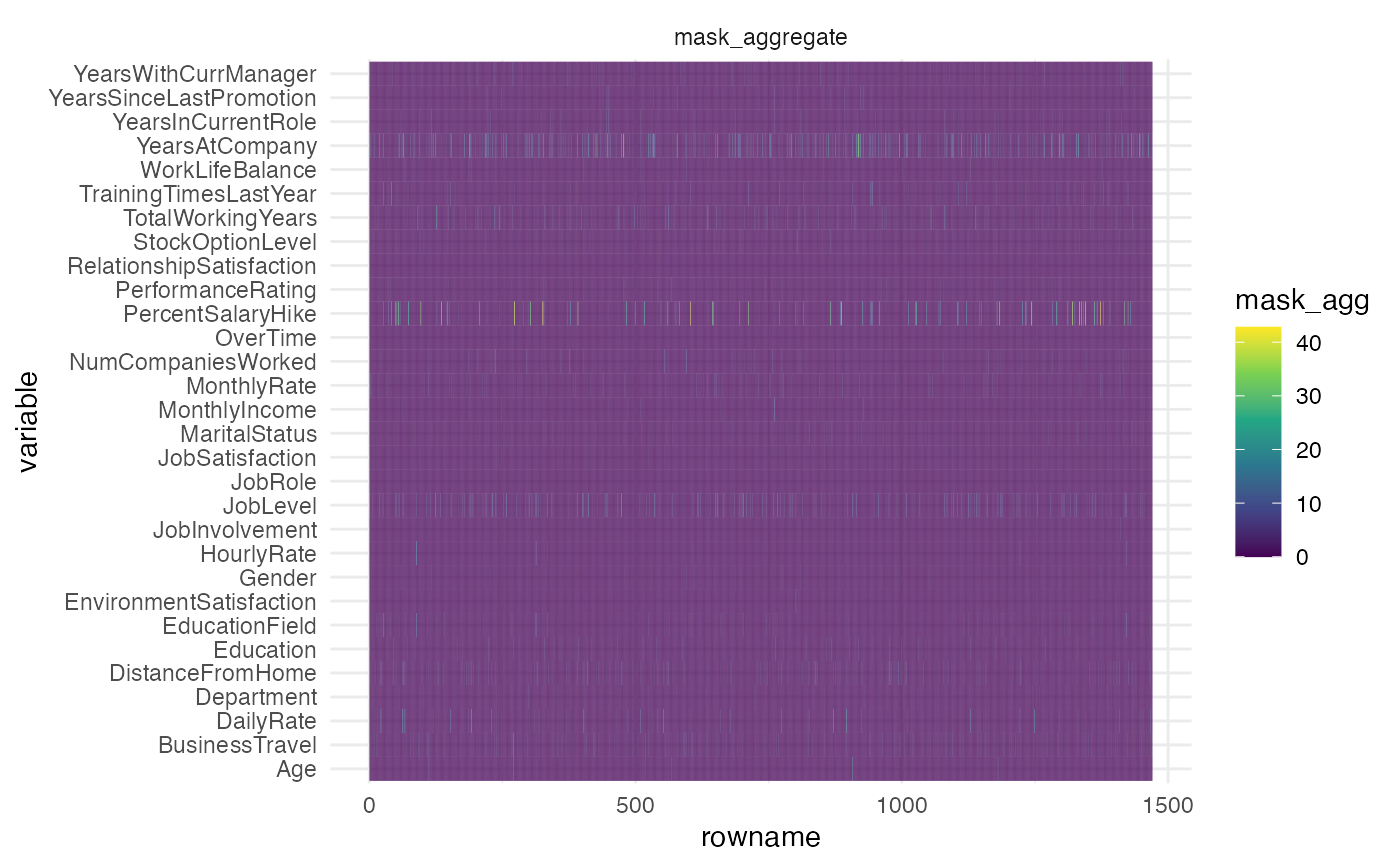 mask_aggregate
YearsWithCurrManager
YearsSinceLastPromotion
YearsInCurrentRole
YearsAtCompany
WorkLifeBalance
TrainingTimesLastYear
TotalWorkingYears
StockOptionLevel
RelationshipSatisfaction
PerformanceRating
PercentSalaryHike
OverTime
NumCompaniesWorked
MonthlyRate
MonthlyIncome
MaritalStatus
JobSatisfaction
JobRole
JobLevel
JobInvolvement
HourlyRate
Gender
EnvironmentSatisfaction
EducationField
Education
DistanceFromHome
Department
DailyRate
BusinessTravel
Age
variable
0 500 1000 1500
rowname
mask_agg
40
30
20
10
0